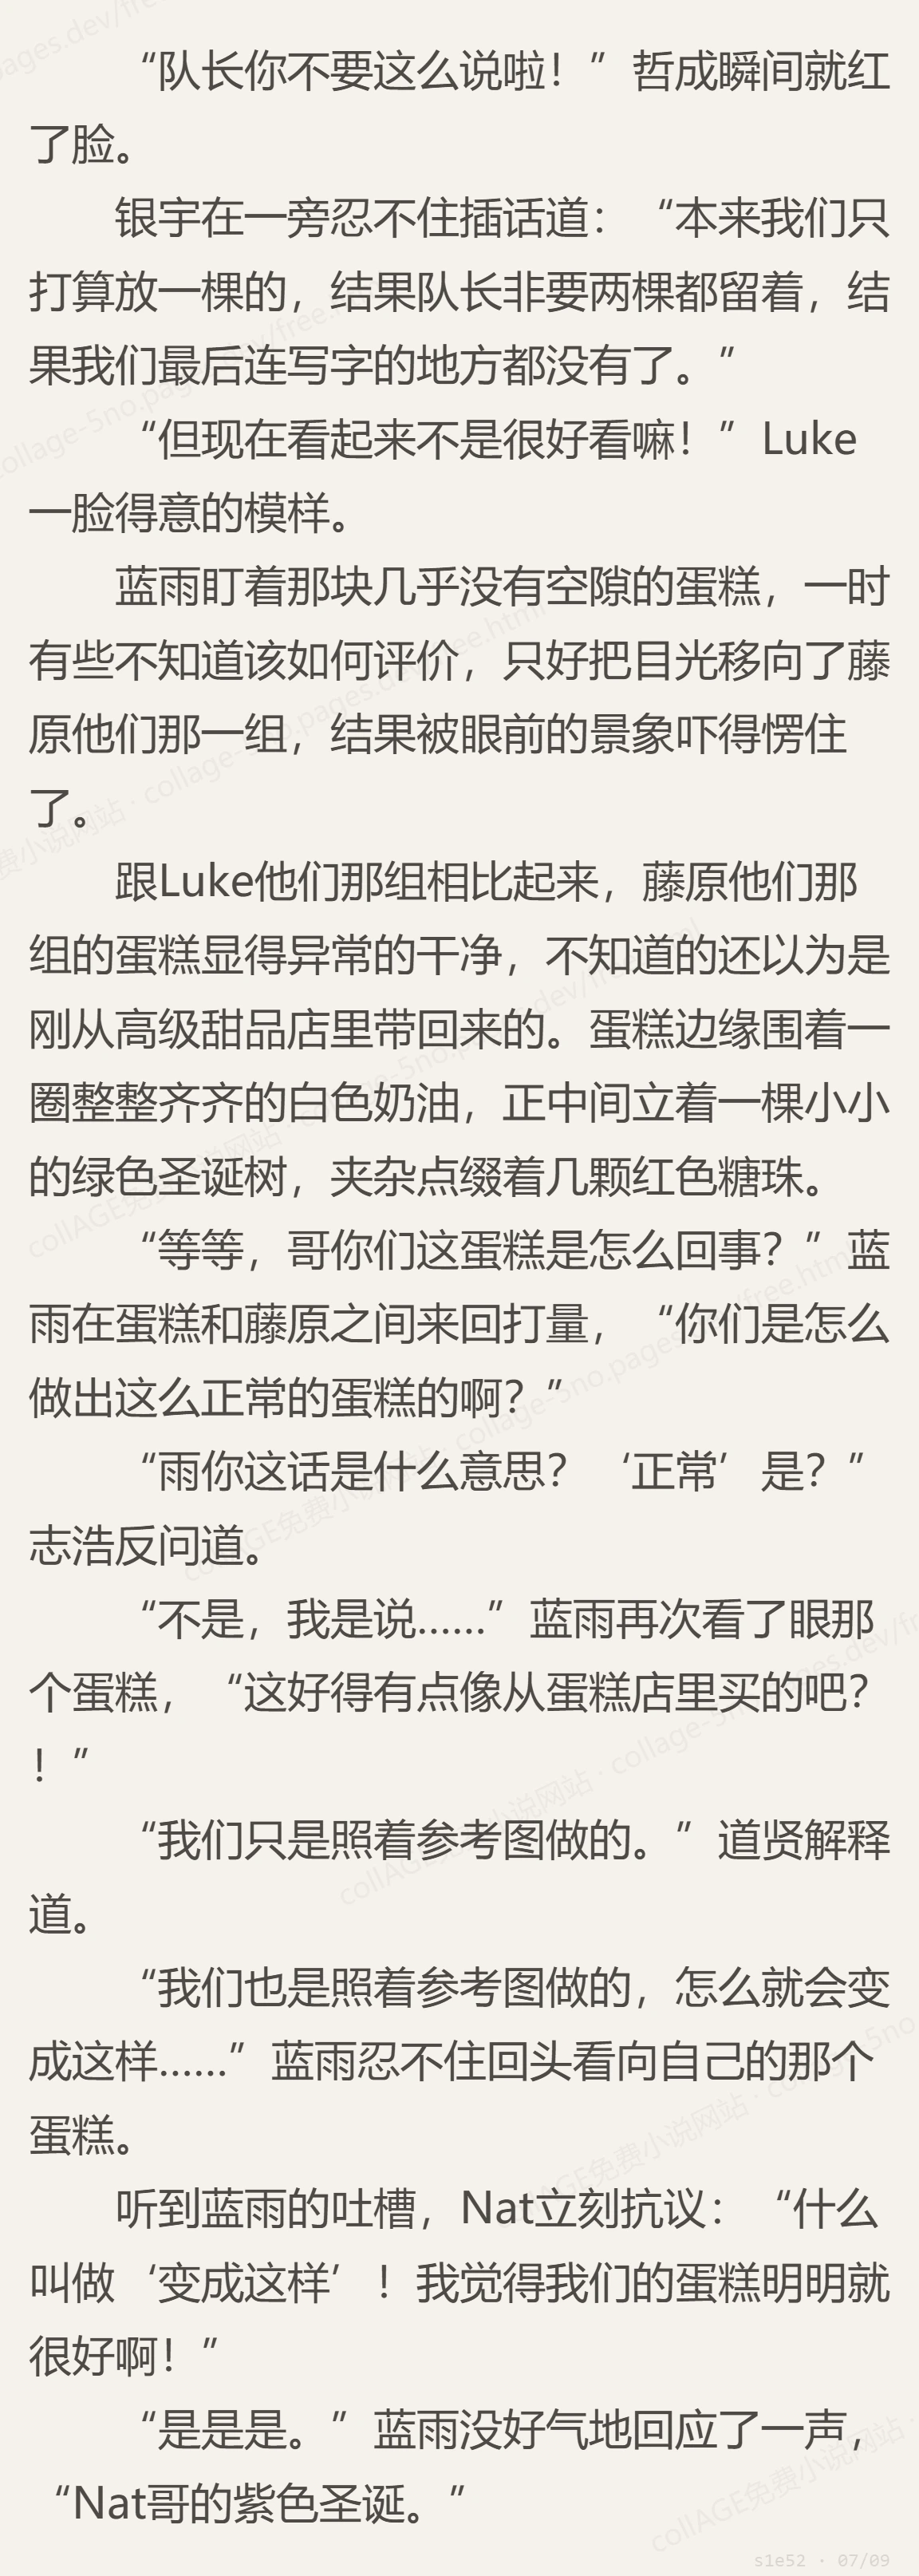 “队长你不要这么说啦！”哲成瞬间就红
了脸。
银宇在一旁忍不住插话道：“本来我们只
打算放一棵的，结果队长非要两棵都留着，结
果我们最后连写字的地方都没有了。”
“但现在看起来不是很好看嘛！”Luke
一脸得意的模样。
蓝雨盯着那块几乎没有空隙的蛋糕，一时
有些不知道该如何评价，只好把目光移向了藤
原他们那一组，结果被眼前的景象吓得愣住
了。
跟Luke他们那组相比起来，藤原他们那
组的蛋糕显得异常的干净，不知道的还以为是
刚从高级甜品店里带回来的。蛋糕边缘围着一
圈整整齐齐的白色奶油，正中间立着一棵小小
的绿色圣诞树，夹杂点缀着几颗红色糖珠。
“等等，哥你们这蛋糕是怎么回事？”蓝
雨在蛋糕和藤原之间来回打量，“你们是怎么
做出这么正常的蛋糕的啊？”
“雨你这话是什么意思？‘正常’是？”
志浩反问道。
“不是，我是说……”蓝雨再次看了眼那
个蛋糕，“这好得有点像从蛋糕店里买的吧？
！”
“我们只是照着参考图做的。”道贤解释
道。
“我们也是照着参考图做的，怎么就会变
成这样……”蓝雨忍不住回头看向自己的那个
蛋糕。
听到蓝雨的吐槽，Nat立刻抗议：“什么
叫做‘变成这样’！我觉得我们的蛋糕明明就
很好啊！”
“是是是。”蓝雨没好气地回应了一声，
“Nat哥的紫色圣诞。”
collAGE免费小说网站 · collage-5no.pages.dev/free.html
s1e52 · 07/09